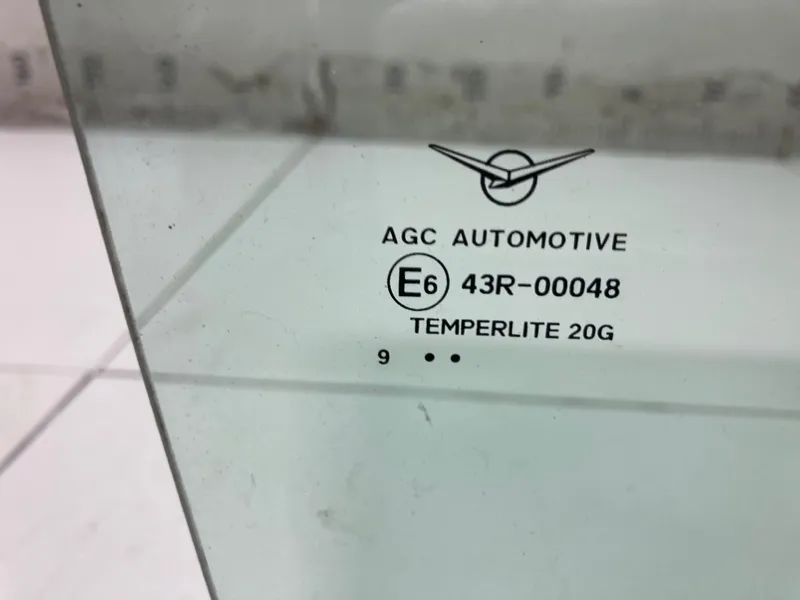 AGC AUTOMOTIVE
E6 43R-00048
TEMPERLITE 20G
9 ● ●